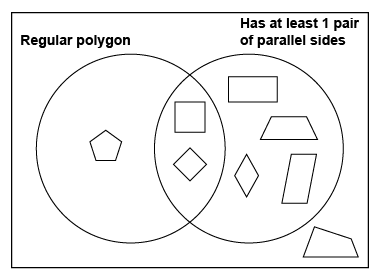 Regular polygon
Has at least 1 pair
of parallel sides